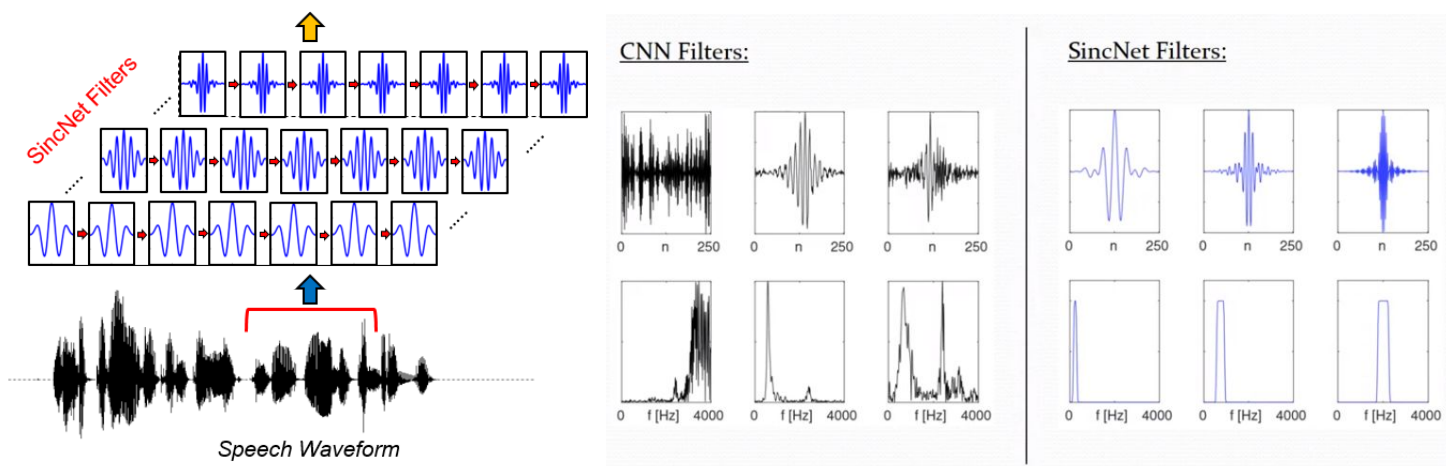 SincNet Filters
Speech Waveform
CNN Filters:
0 n 250 0 n 250 0 n 250
0 f [Hz] 4000 0 f [Hz] 4000 0 f [Hz] 4000
SincNet Filters:
0 n 250 0 n 250 0 n 250
0 f [Hz] 4000 0 f [Hz] 4000 0 f [Hz] 4000